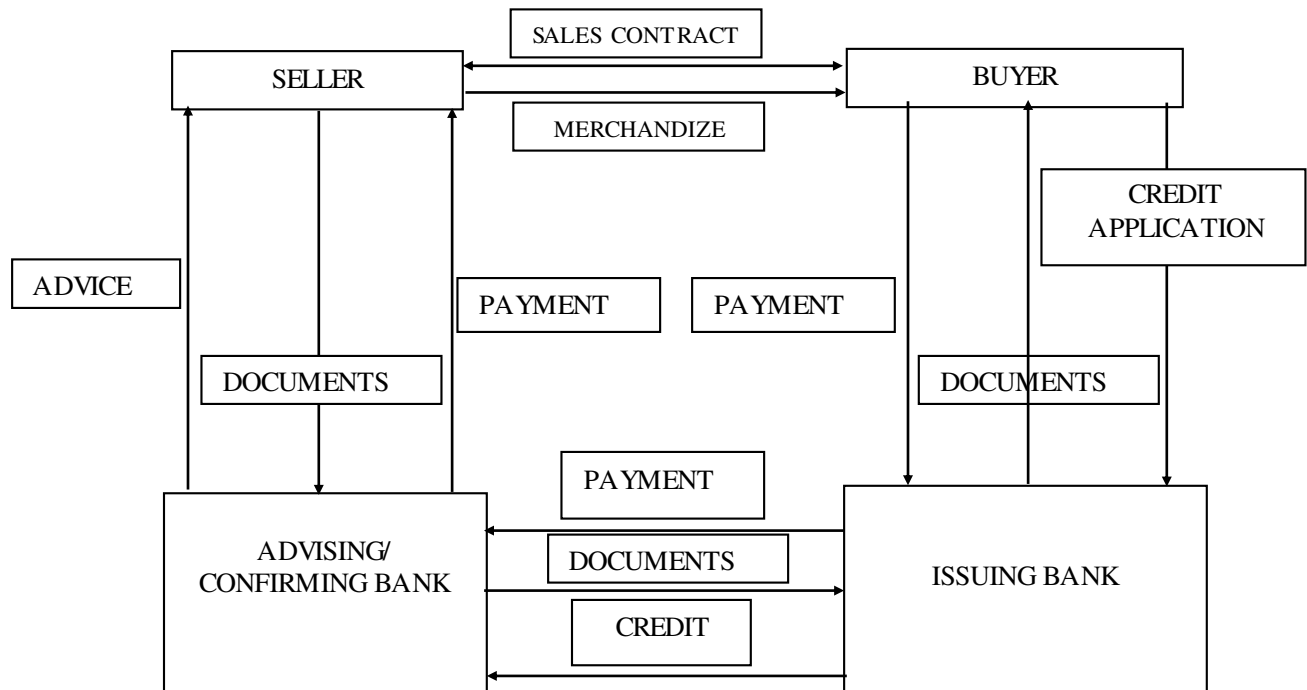 SALES CONTRACT
SELLER
BUYER
MERCHANDIZE
CREDIT
APPLICATION
ADVICE
PAYMENT
PAYMENT
DOCUMENTS
DOCUMENTS
PAYMENT
ADVISING/
CONFIRMING BANK
DOCUMENTS
ISSUING BANK
CREDIT